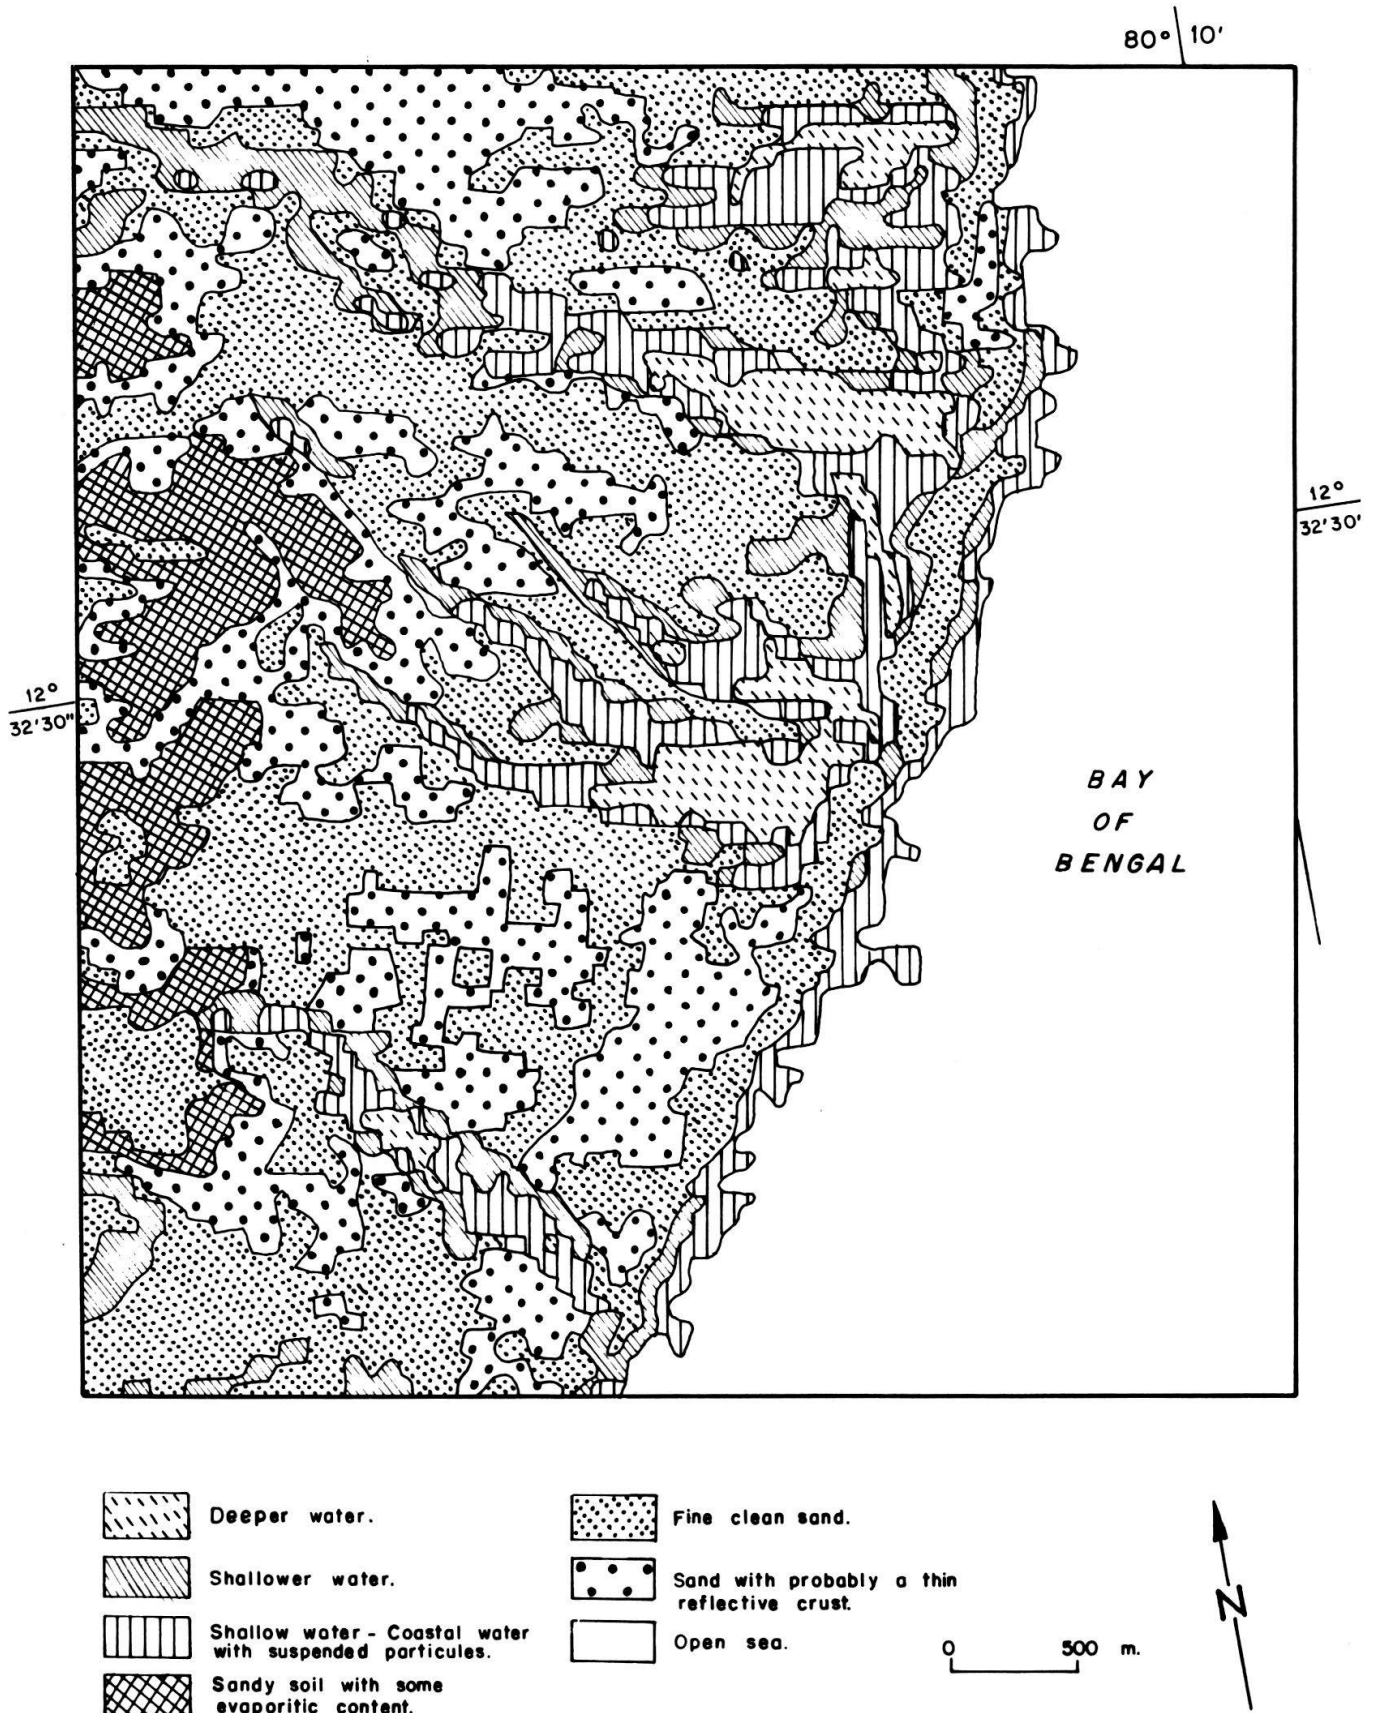 80° 10'
12°
32'30'
12°
32'30"
BAY
OF
BENGAL
Deeper water.
Shallower water.
Shallow water - Coastal water
with suspended particules.
Sandy soil with some
evaporitic content.
Fine clean sand.
Sand with probably a thin
reflective crust.
Open sea.
0 500 m.
N